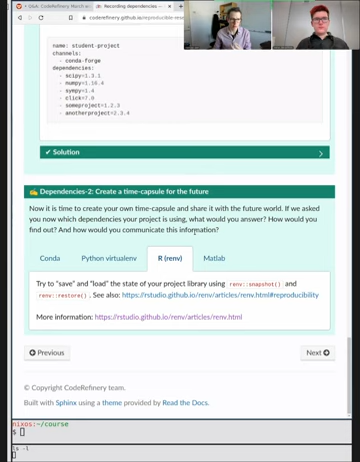 Q&A: CodeRefinery March w
Recording dependencies —
coderefinery.github.io/reproducible-res
name: student-project
channels:
- conda-forge
dependencies:
- scipy=1.3.1
- numpy=1.16.4
- sympy=1.4
- click=7.0
- someproject=1.2.3
- anotherproject=2.3.4
✔ Solution
✍ Dependencies-2: Create a time-capsule for the future
Now it is time to create your own time-capsule and share it with the future world. If we asked
you now which dependencies your project is using, what would you answer? How would you
find out? And how would you communicate this information?
Conda Python virtualenv R (renv) Matlab
Try to “save” and “load” the state of your project library using renv::snapshot() and
renv::restore() . See also: https://rstudio.github.io/renv/articles/renv.html#reproducibility
More information: https://rstudio.github.io/renv/articles/renv.html
Previous Next
© Copyright CodeRefinery team.
Built with Sphinx using a theme provided by Read the Docs.
nixos:~/course
$
ls -l